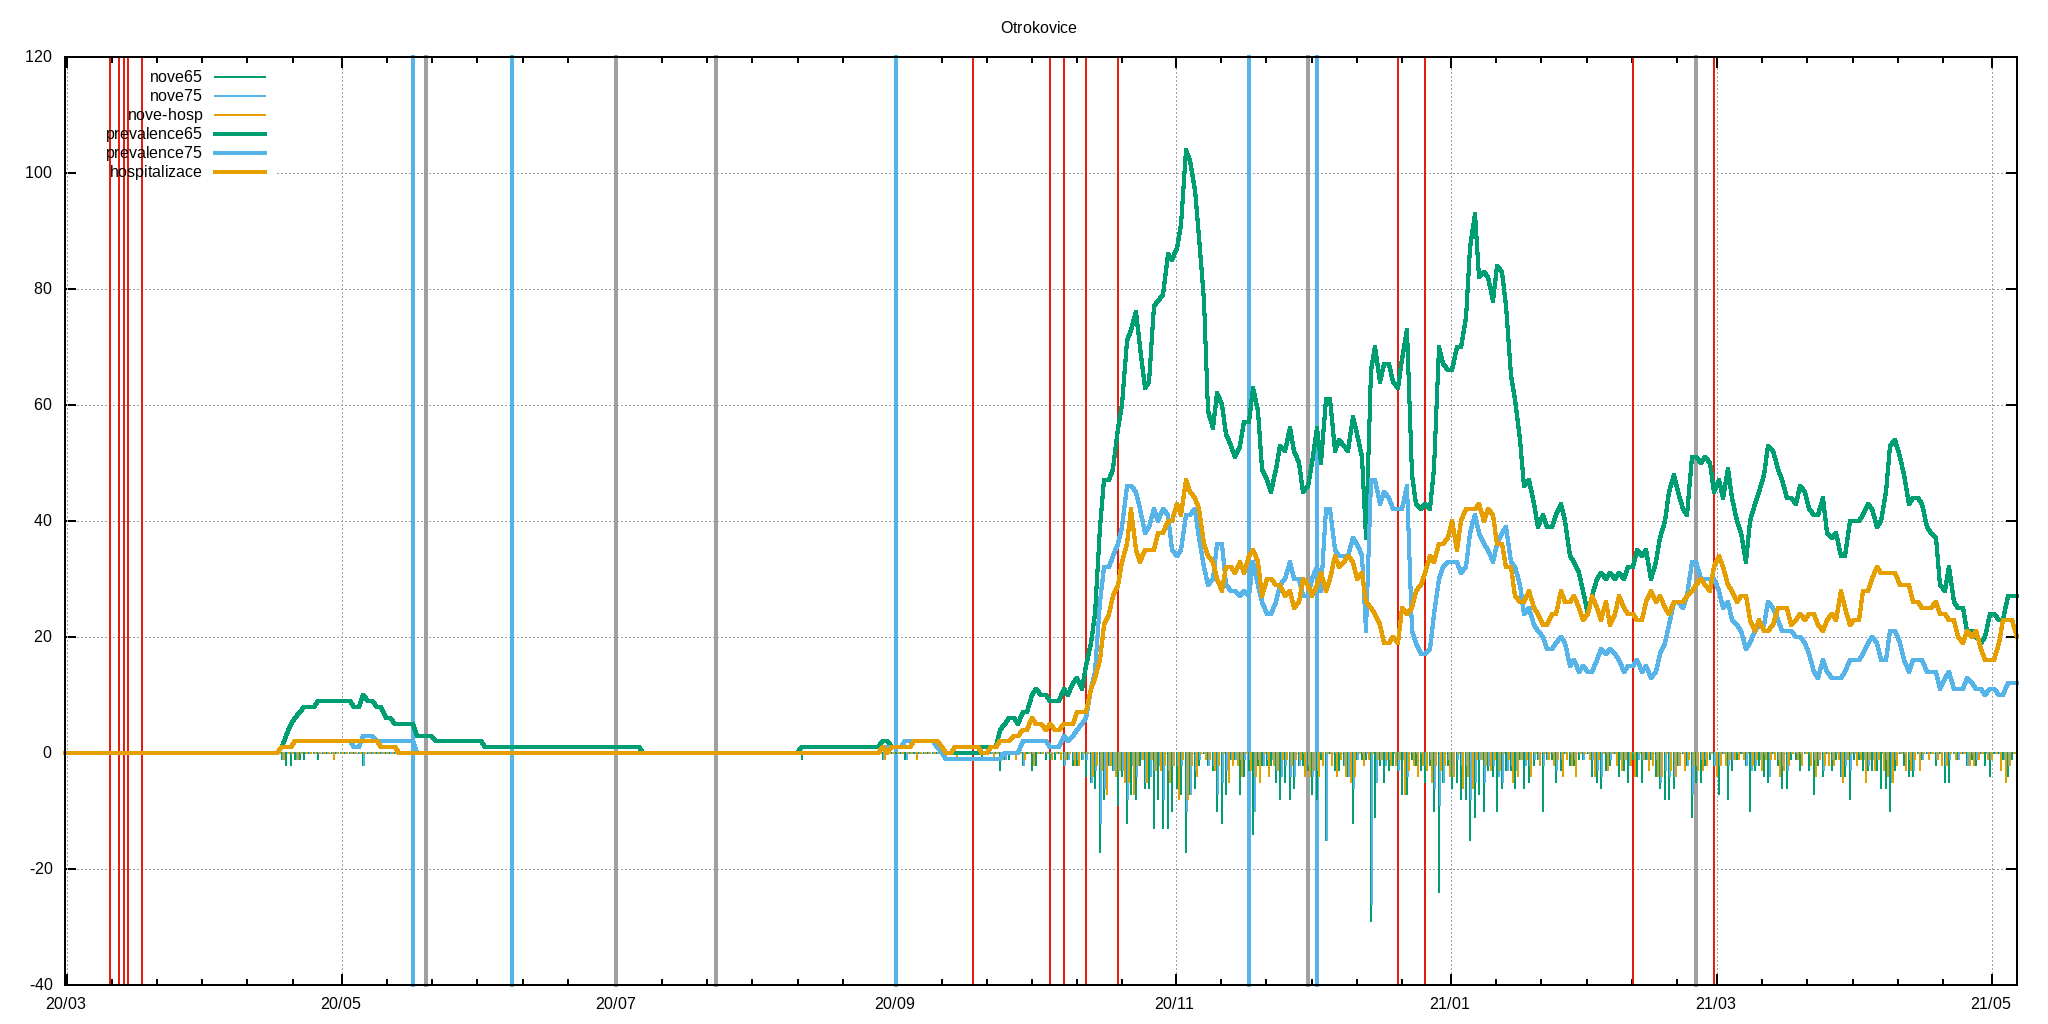 Otrokovice
120
100
80
60
40
20
0
-20
-40
nove65
nove75
nove-hosp
prevalence65
prevalence75
hospitalizace
20/03 20/05 20/07 20/09 20/11 21/01 21/03 21/05